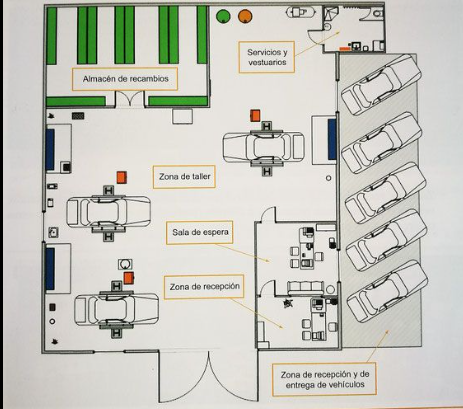 Servicios y
vestuarios
Almacén de recambios
Zona de taller
Sala de espera
Zona de recepción
Zona de recepción y de
entrega de vehículos